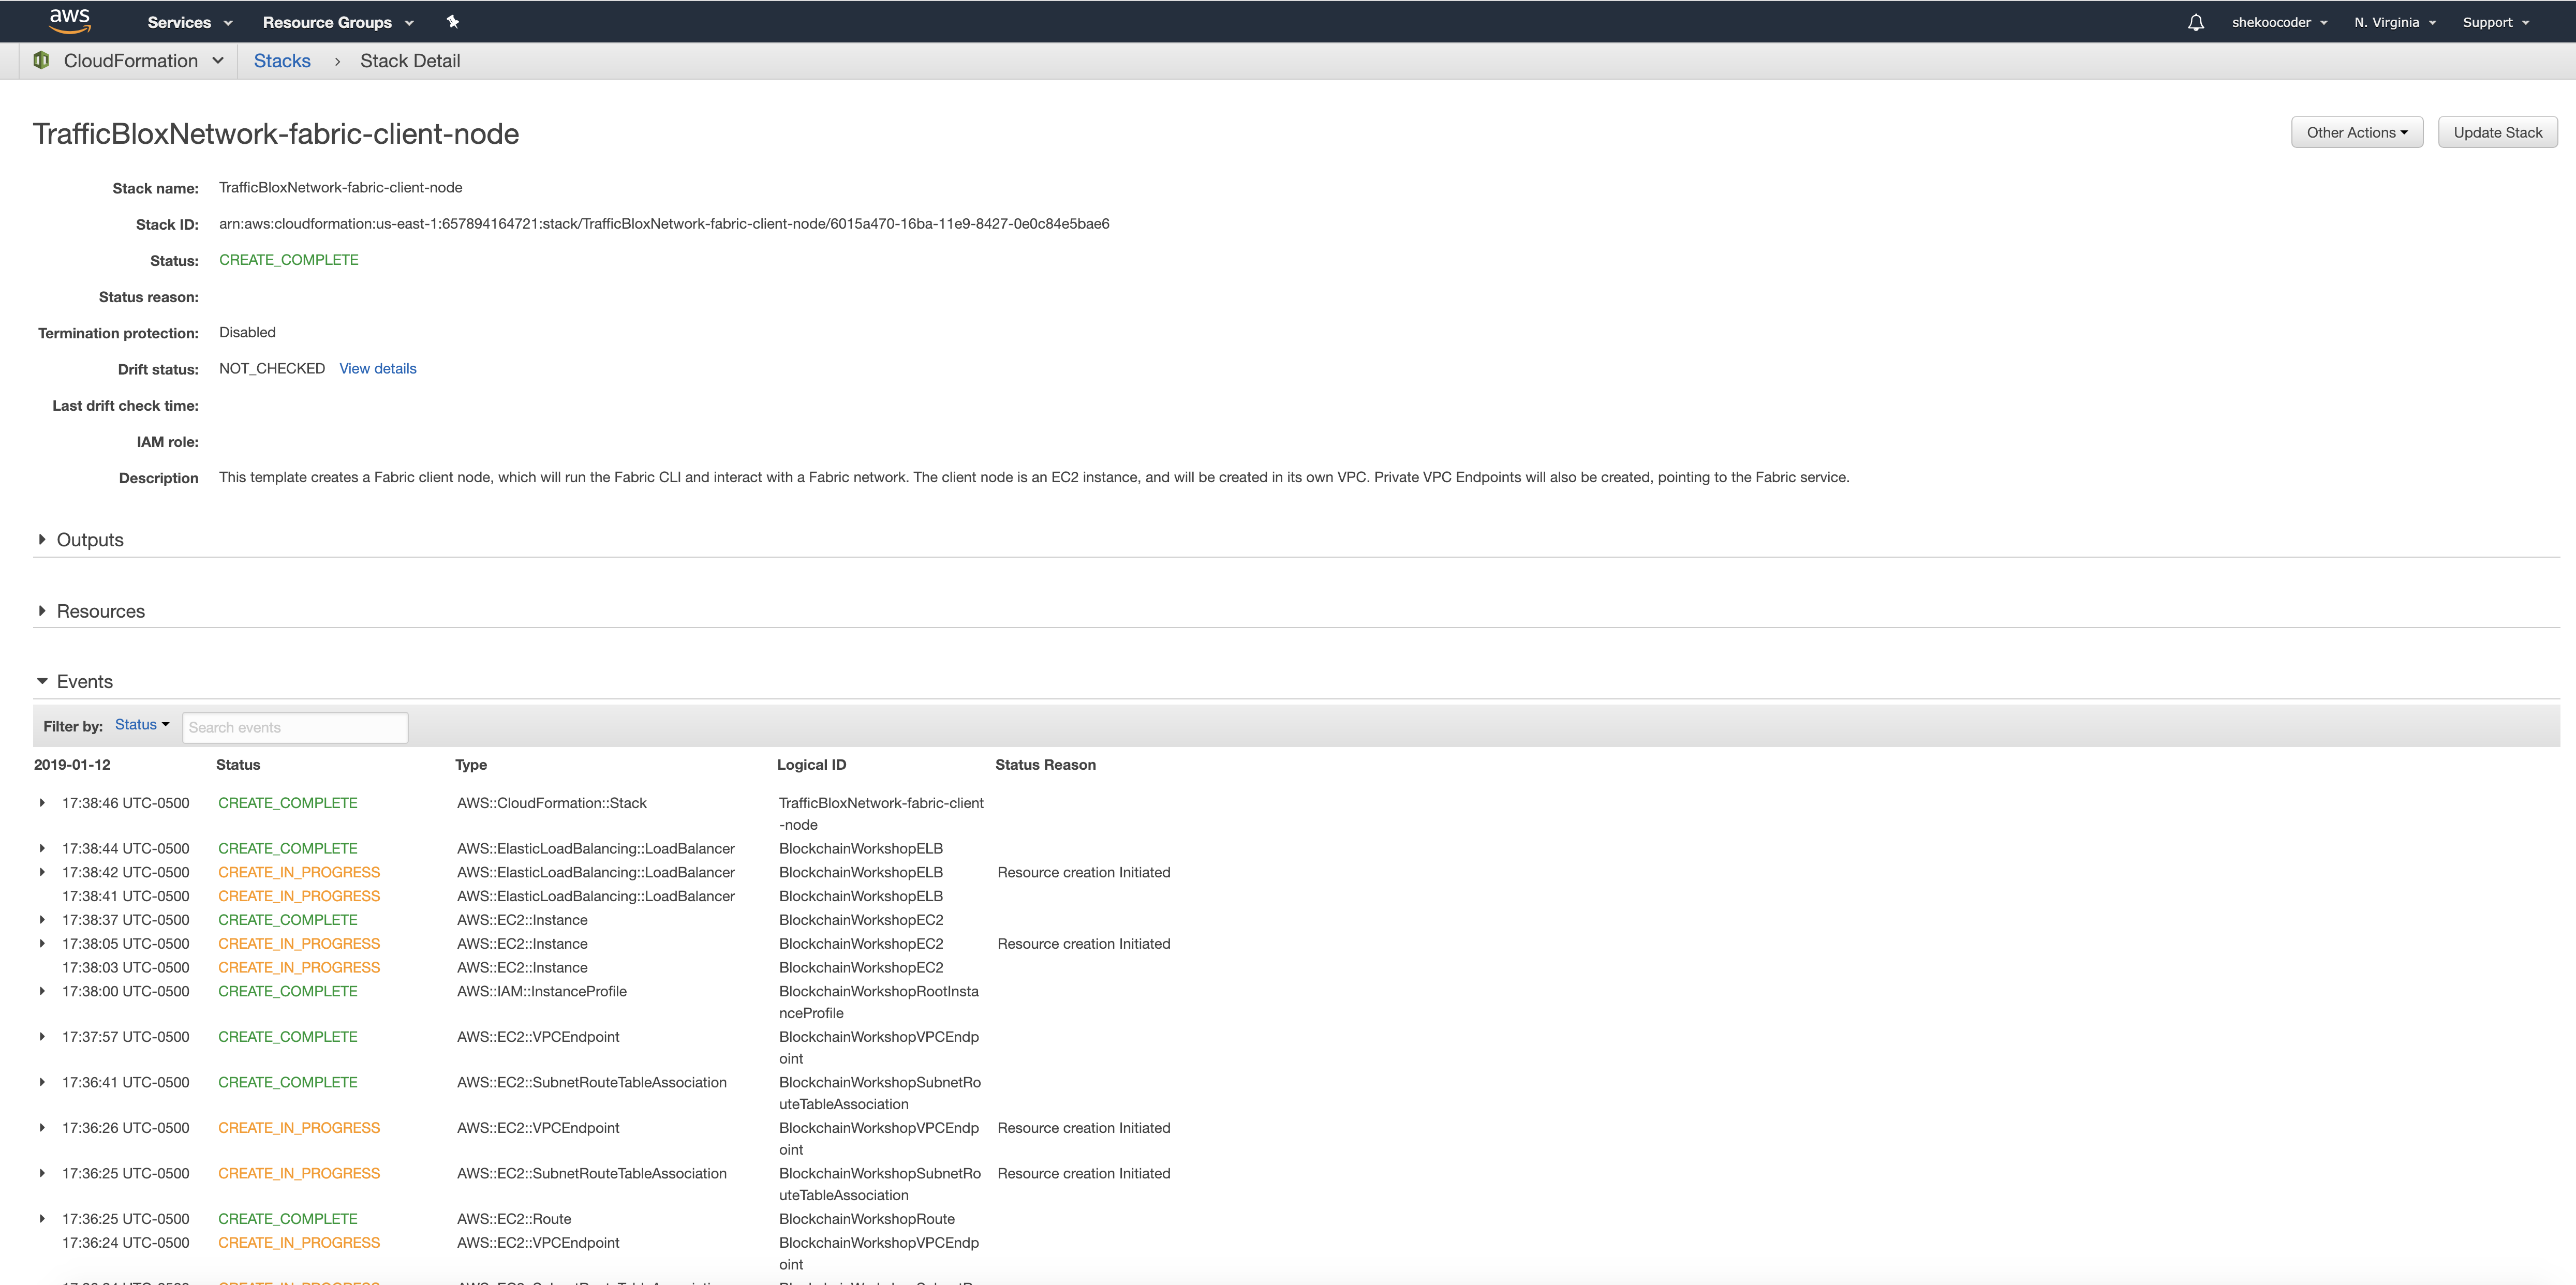 aws Services Resource Groups shekoocoder N. Virginia Support
CloudFormation Stacks > Stack Detail
TrafficBloxNetwork-fabric-client-node
Other Actions Update Stack
Stack name: TrafficBloxNetwork-fabric-client-node
Stack ID: arn:aws:cloudformation:us-east-1:657894164721:stack/TrafficBloxNetwork-fabric-client-node/6015a470-16ba-11e9-8427-0e0c84e5bae6
Status: CREATE_COMPLETE
Status reason:
Termination protection: Disabled
Drift status: NOT_CHECKED View details
Last drift check time:
IAM role:
Description This template creates a Fabric client node, which will run the Fabric CLI and interact with a Fabric network. The client node is an EC2 instance, and will be created in its own VPC. Private VPC Endpoints will also be created, pointing to the Fabric service.
Outputs
Resources
Events
Filter by: Status Search events
2019-01-12 Status Type Logical ID Status Reason
17:38:46 UTC-0500 CREATE_COMPLETE AWS::CloudFormation::Stack TrafficBloxNetwork-fabric-client
-node
17:38:44 UTC-0500 CREATE_COMPLETE AWS::ElasticLoadBalancing::LoadBalancer BlockchainWorkshopELB
17:38:42 UTC-0500 CREATE_IN_PROGRESS AWS::ElasticLoadBalancing::LoadBalancer BlockchainWorkshopELB Resource creation Initiated
17:38:41 UTC-0500 CREATE_IN_PROGRESS AWS::ElasticLoadBalancing::LoadBalancer BlockchainWorkshopELB
17:38:37 UTC-0500 CREATE_COMPLETE AWS::EC2::Instance BlockchainWorkshopEC2
17:38:05 UTC-0500 CREATE_IN_PROGRESS AWS::EC2::Instance BlockchainWorkshopEC2 Resource creation Initiated
17:38:03 UTC-0500 CREATE_IN_PROGRESS AWS::EC2::Instance BlockchainWorkshopEC2
17:38:00 UTC-0500 CREATE_COMPLETE AWS::IAM::InstanceProfile BlockchainWorkshopRootInsta
nceProfile
17:37:57 UTC-0500 CREATE_COMPLETE AWS::EC2::VPCEndpoint BlockchainWorkshopVPCEndp
oint
17:36:41 UTC-0500 CREATE_COMPLETE AWS::EC2::SubnetRouteTableAssociation BlockchainWorkshopSubnetRo
uteTableAssociation
17:36:26 UTC-0500 CREATE_IN_PROGRESS AWS::EC2::VPCEndpoint BlockchainWorkshopVPCEndp Resource creation Initiated
oint
17:36:25 UTC-0500 CREATE_IN_PROGRESS AWS::EC2::SubnetRouteTableAssociation BlockchainWorkshopSubnetRo Resource creation Initiated
uteTableAssociation
17:36:25 UTC-0500 CREATE_COMPLETE AWS::EC2::Route BlockchainWorkshopRoute
17:36:24 UTC-0500 CREATE_IN_PROGRESS AWS::EC2::VPCEndpoint BlockchainWorkshopVPCEndp
oint